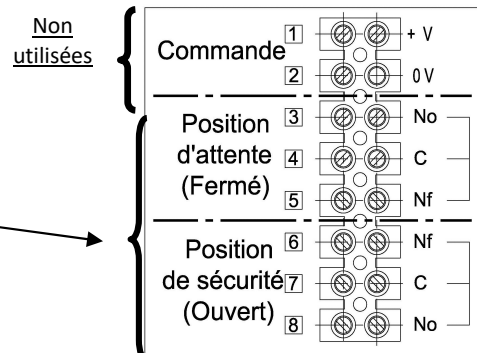 Non
utilisées
Commande
1 + V
2 0 V
Position
d'attente
(Fermé)
3 No
4 C
5 Nf
Position
de sécurité
(Ouvert)
6 Nf
7 C
8 No